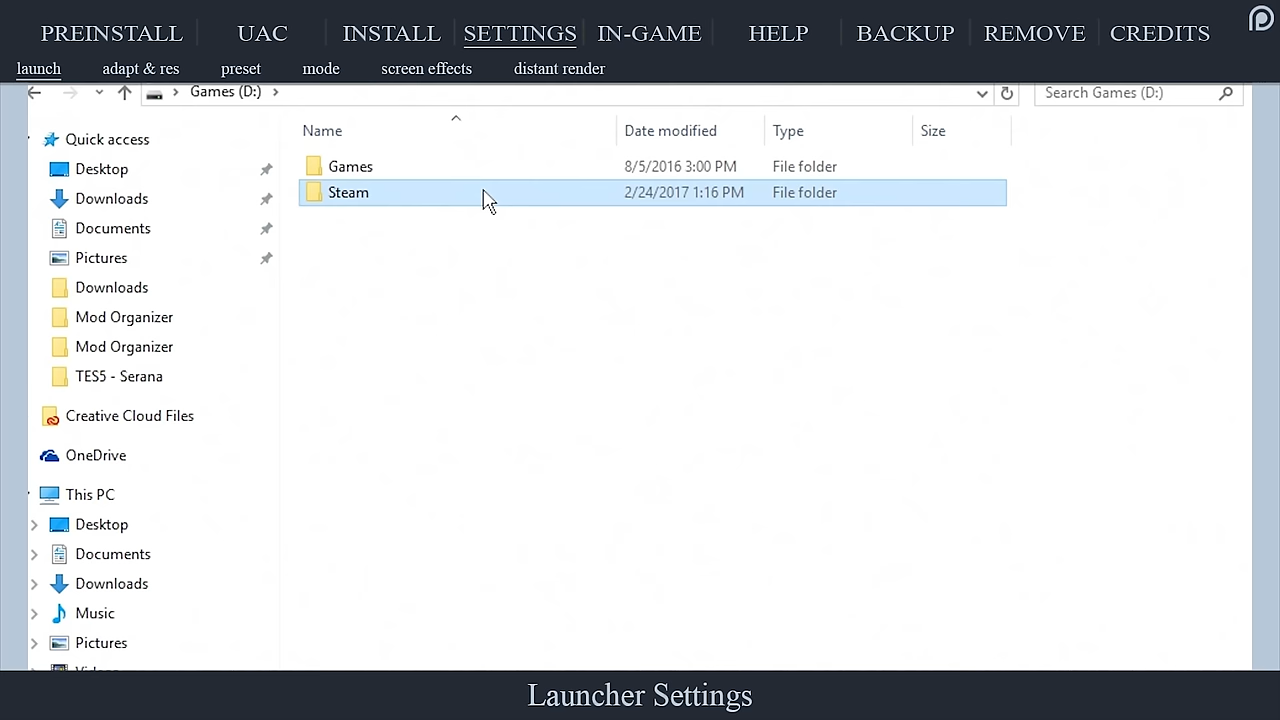 PREINSTALL UAC INSTALL SETTINGS IN-GAME HELP BACKUP REMOVE CREDITS
launch adapt & res preset mode screen effects distant render
Games (D:) Search Games (D:)
Name Date modified Type Size
Quick access
Games 8/5/2016 3:00 PM File folder
Desktop
Steam 2/24/2017 1:16 PM File folder
Downloads
Documents
Pictures
Downloads
Mod Organizer
Mod Organizer
TES5 - Serana
Creative Cloud Files
OneDrive
This PC
Desktop
Documents
Downloads
Music
Pictures
Launcher Settings